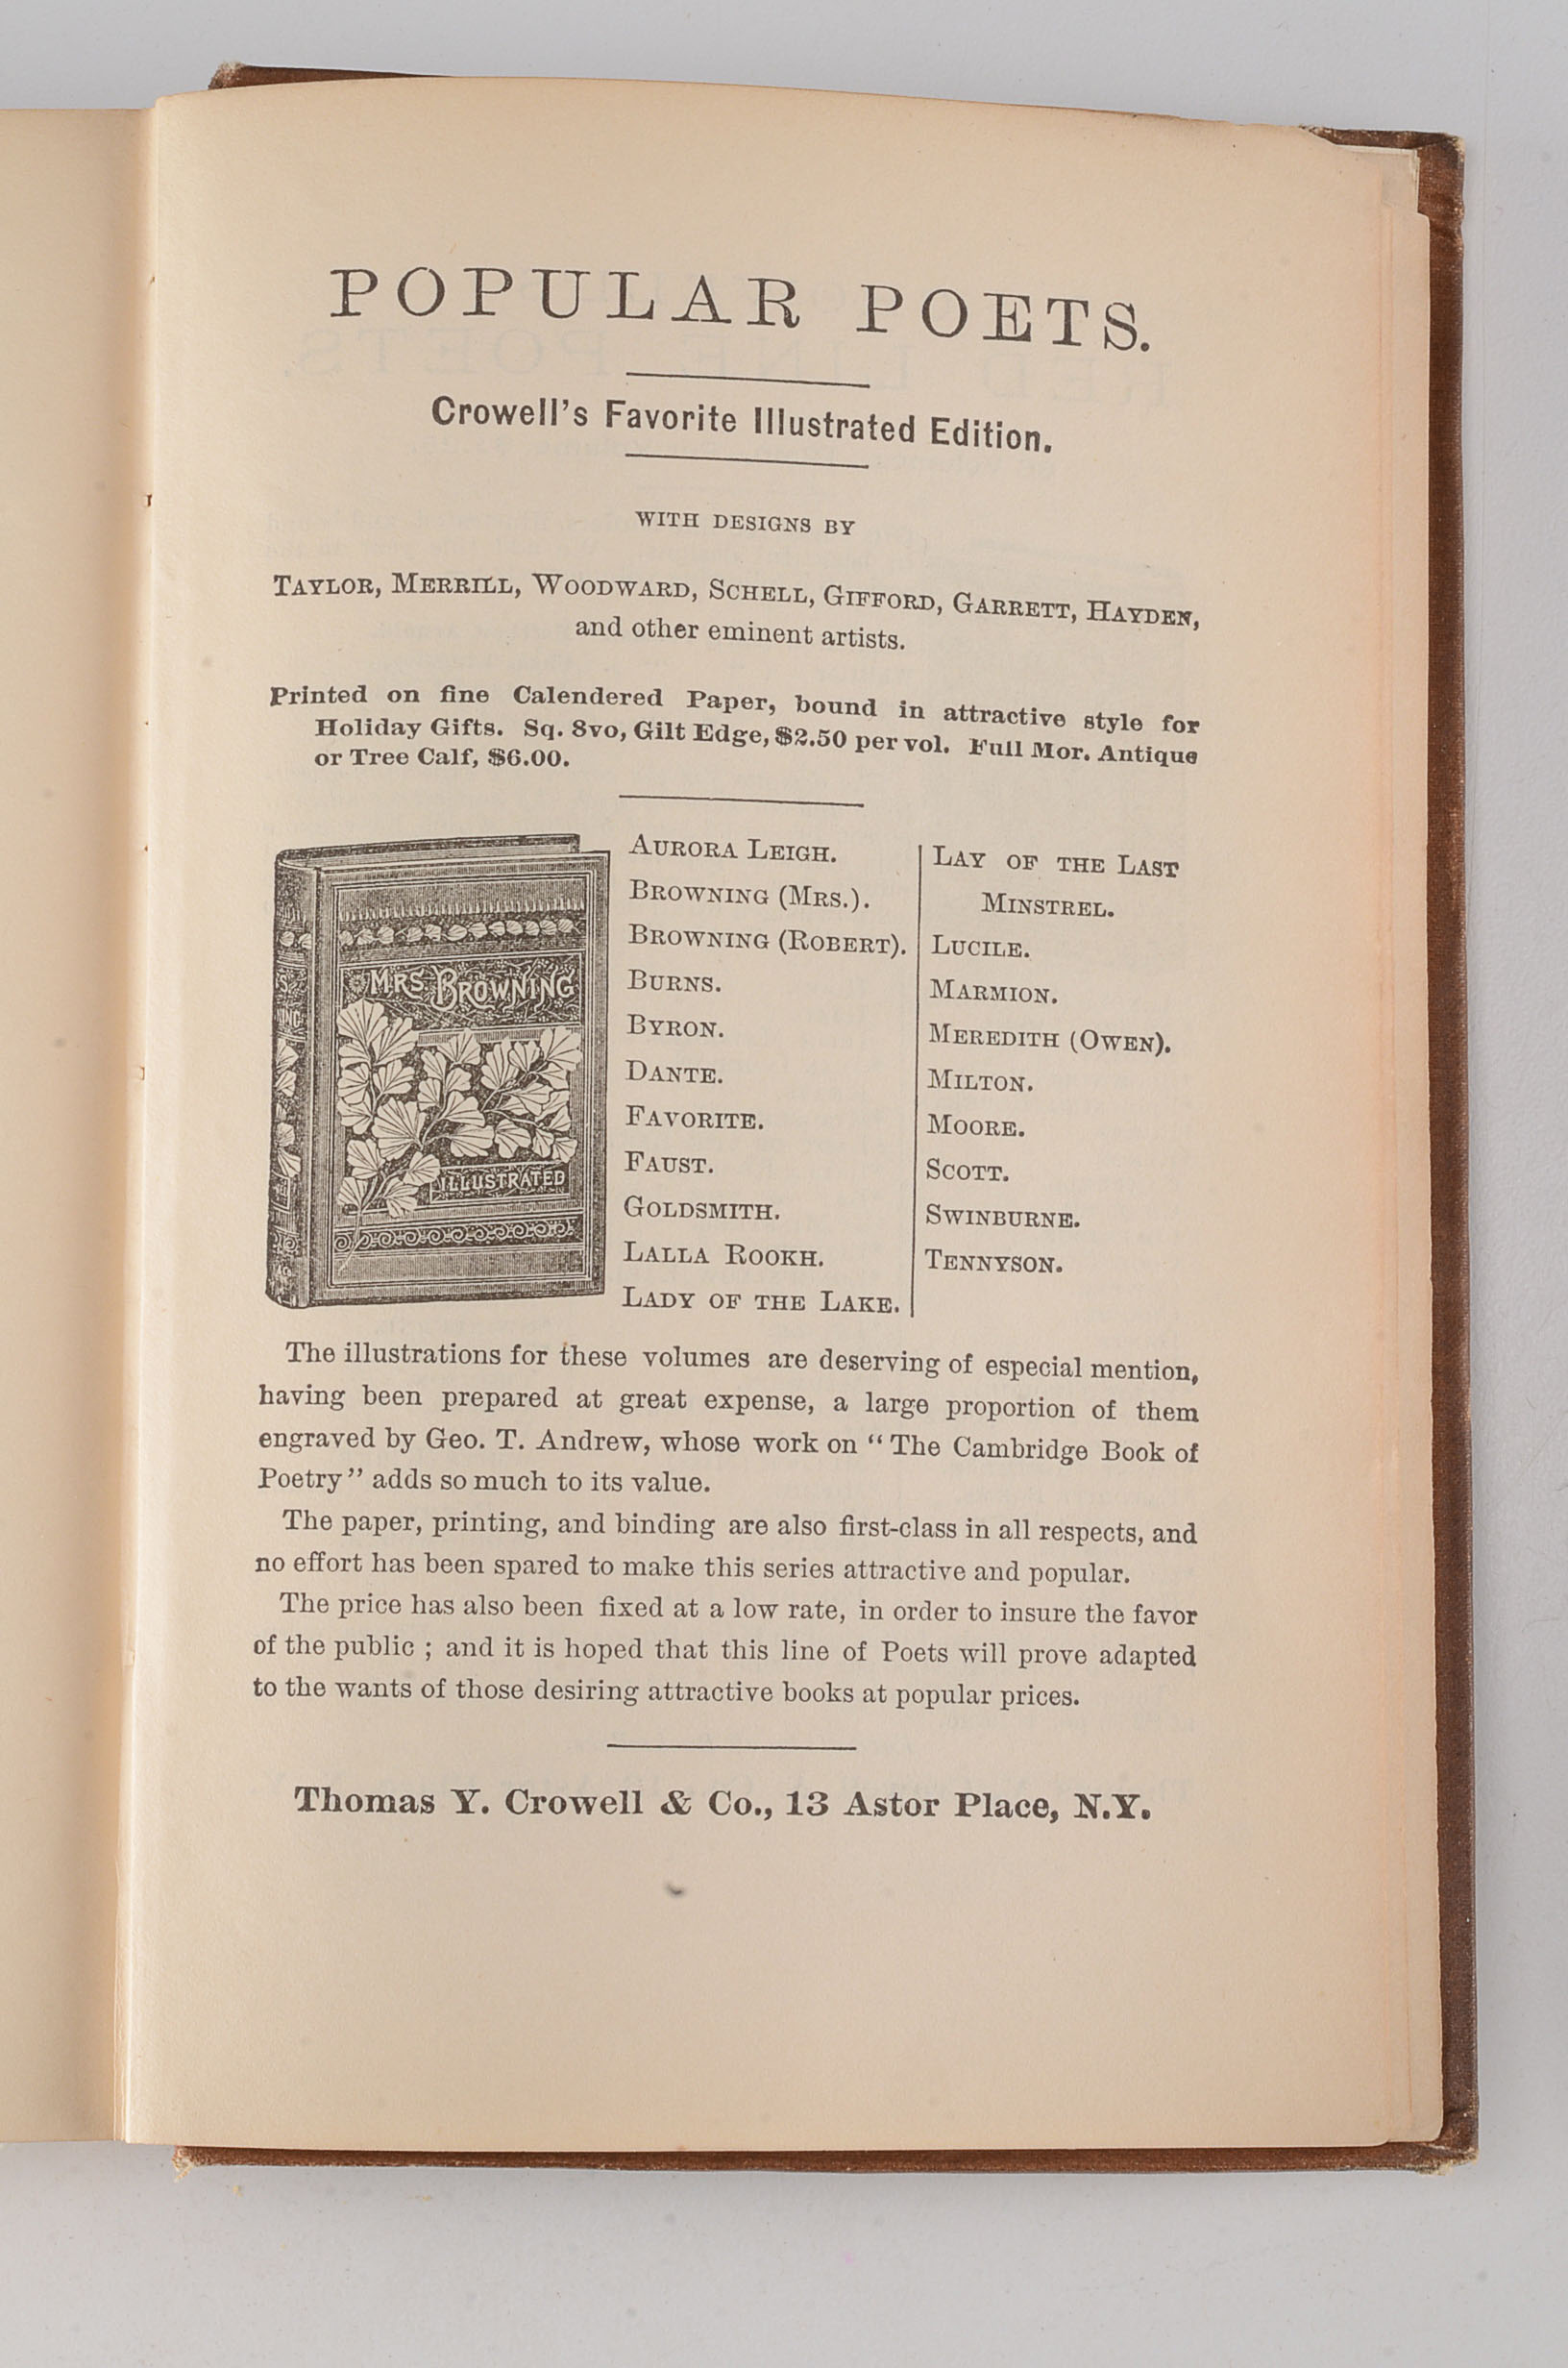 POPULAR POETS.
Crowell's Favorite Illustrated Edition.
WITH DESIGNS BY
TAYLOR, MERRILL, WOODWARD, SCHELL, GIFFORD, GARRETT, HAYDEN,
and other eminent artists.
Printed on fine Calendered Paper, bound in attractive style for
Holiday Gifts. Sq. 8vo, Gilt Edge, $2.50 per vol. Full Mor. Antique
or Tree Calf, $6.00.
MRS BROWNING
ILLUSTRATED
AURORA LEIGH.
BROWNING (MRS.).
BROWNING (ROBERT).
BURNS.
BYRON.
DANTE.
FAVORITE.
FAUST.
GOLDSMITH.
LALLA ROOKH.
LADY OF THE LAKE.
LAY OF THE LAST
MINSTREL.
LUCILE.
MARMION.
MEREDITH (OWEN).
MILTON.
MOORE.
SCOTT.
SWINBURNE.
TENNYSON.
The illustrations for these volumes are deserving of especial mention,
having been prepared at great expense, a large proportion of them
engraved by Geo. T. Andrew, whose work on "The Cambridge Book of
Poetry" adds so much to its value.
The paper, printing, and binding are also first-class in all respects, and
no effort has been spared to make this series attractive and popular.
The price has also been fixed at a low rate, in order to insure the favor
of the public ; and it is hoped that this line of Poets will prove adapted
to the wants of those desiring attractive books at popular prices.
Thomas Y. Crowell & Co., 13 Astor Place, N.Y.